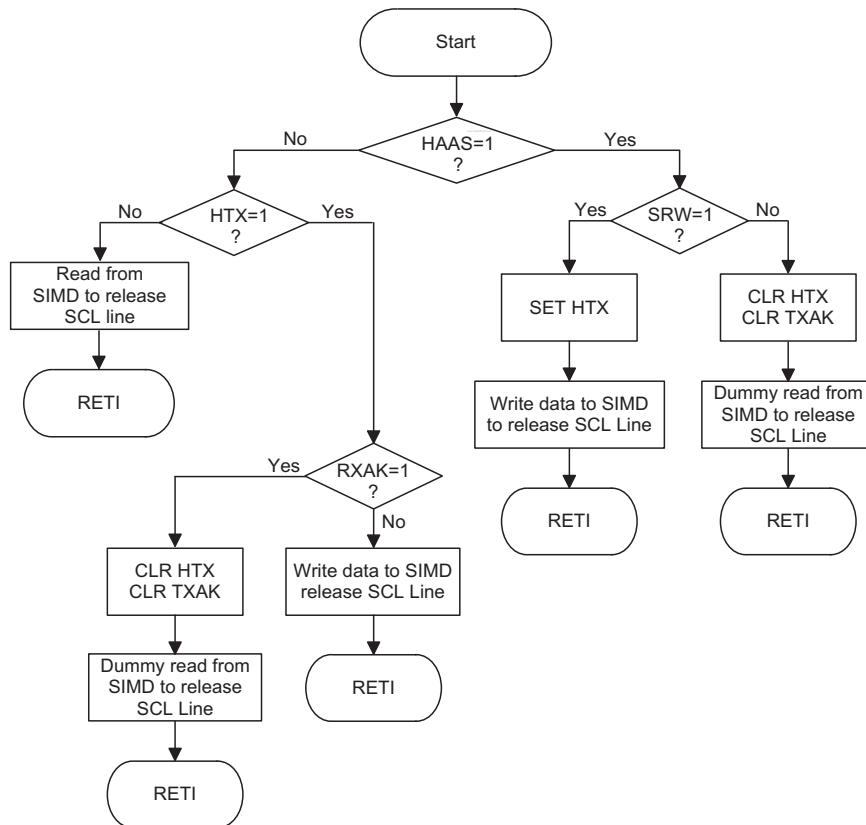 Start
HAAS=1
?
No
Yes
HTX=1
?
No
Yes
SRW=1
?
Yes
No
Read from
SIMD to release
SCL line
RETI
SET HTX
CLR HTX
CLR TXAK
Write data to SIMD
to release SCL Line
Dummy read from
SIMD to release
SCL Line
RETI
RETI
RXAK=1
?
Yes
No
CLR HTX
CLR TXAK
Write data to SIMD
release SCL Line
Dummy read from
SIMD to release
SCL Line
RETI
RETI